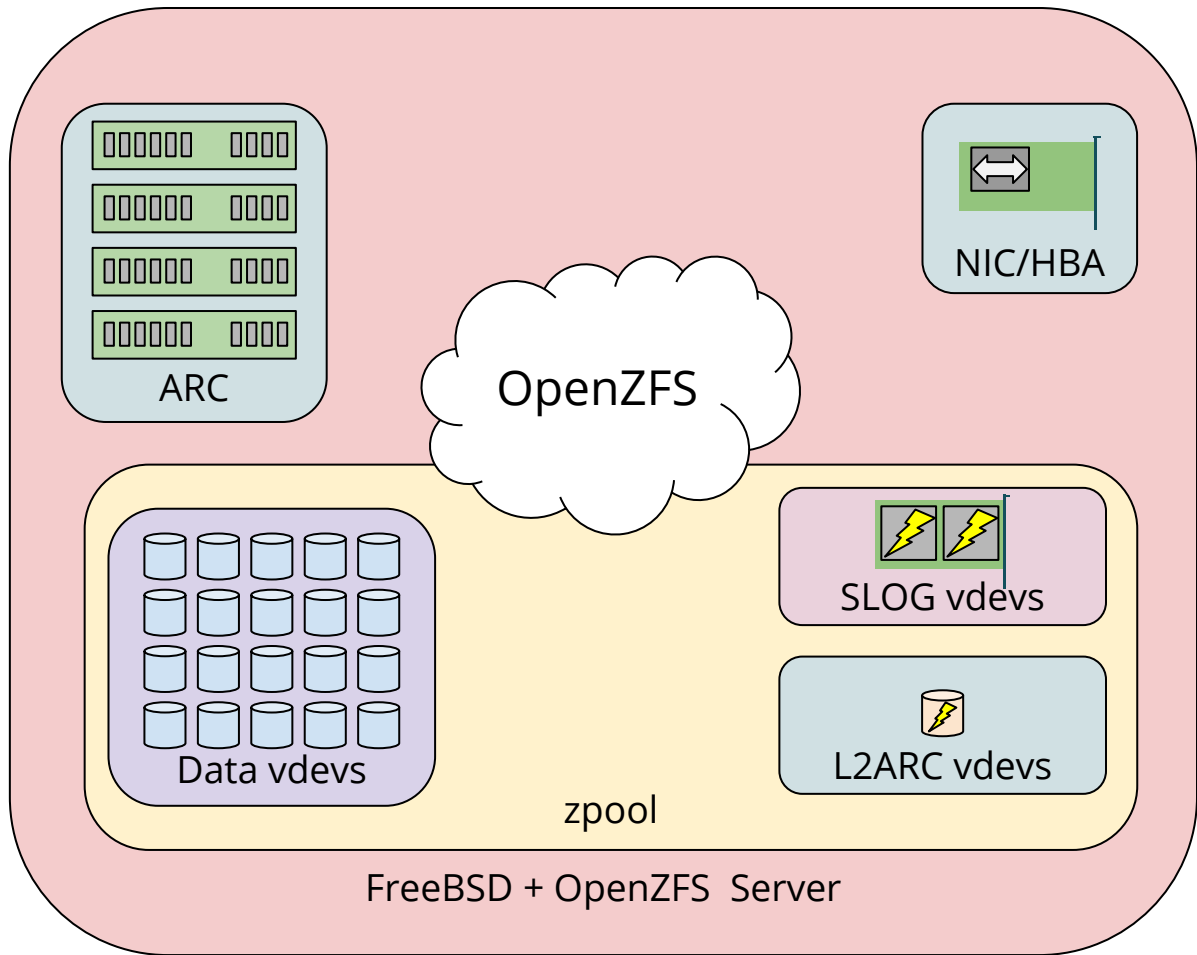 ARC
NIC/HBA
OpenZFS
SLOG vdevs
Data vdevs
L2ARC vdevs
zpool
FreeBSD + OpenZFS  Server